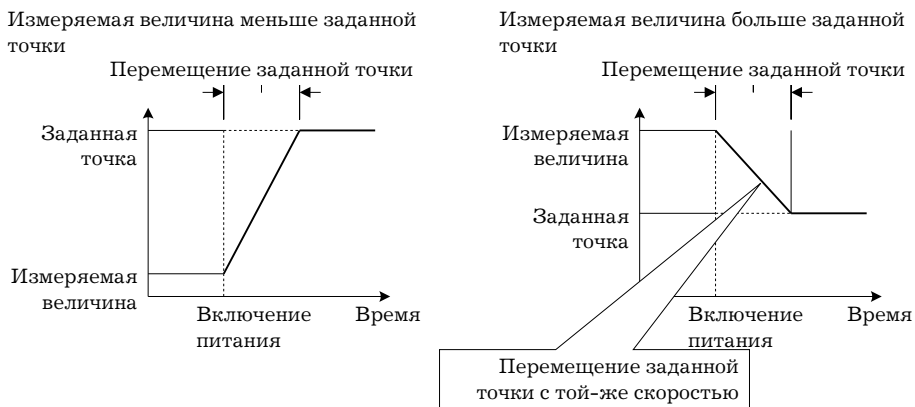 Измеряемая величина меньше заданной
точки
Перемещение заданной точки
Заданная
точка
Измеряемая
величина
Включение
питания
Время
Измеряемая величина больше заданной
точки
Перемещение заданной точки
Измеряемая
величина
Заданная
точка
Включение
питания
Время
Перемещение заданной
точки с той-же скоростью